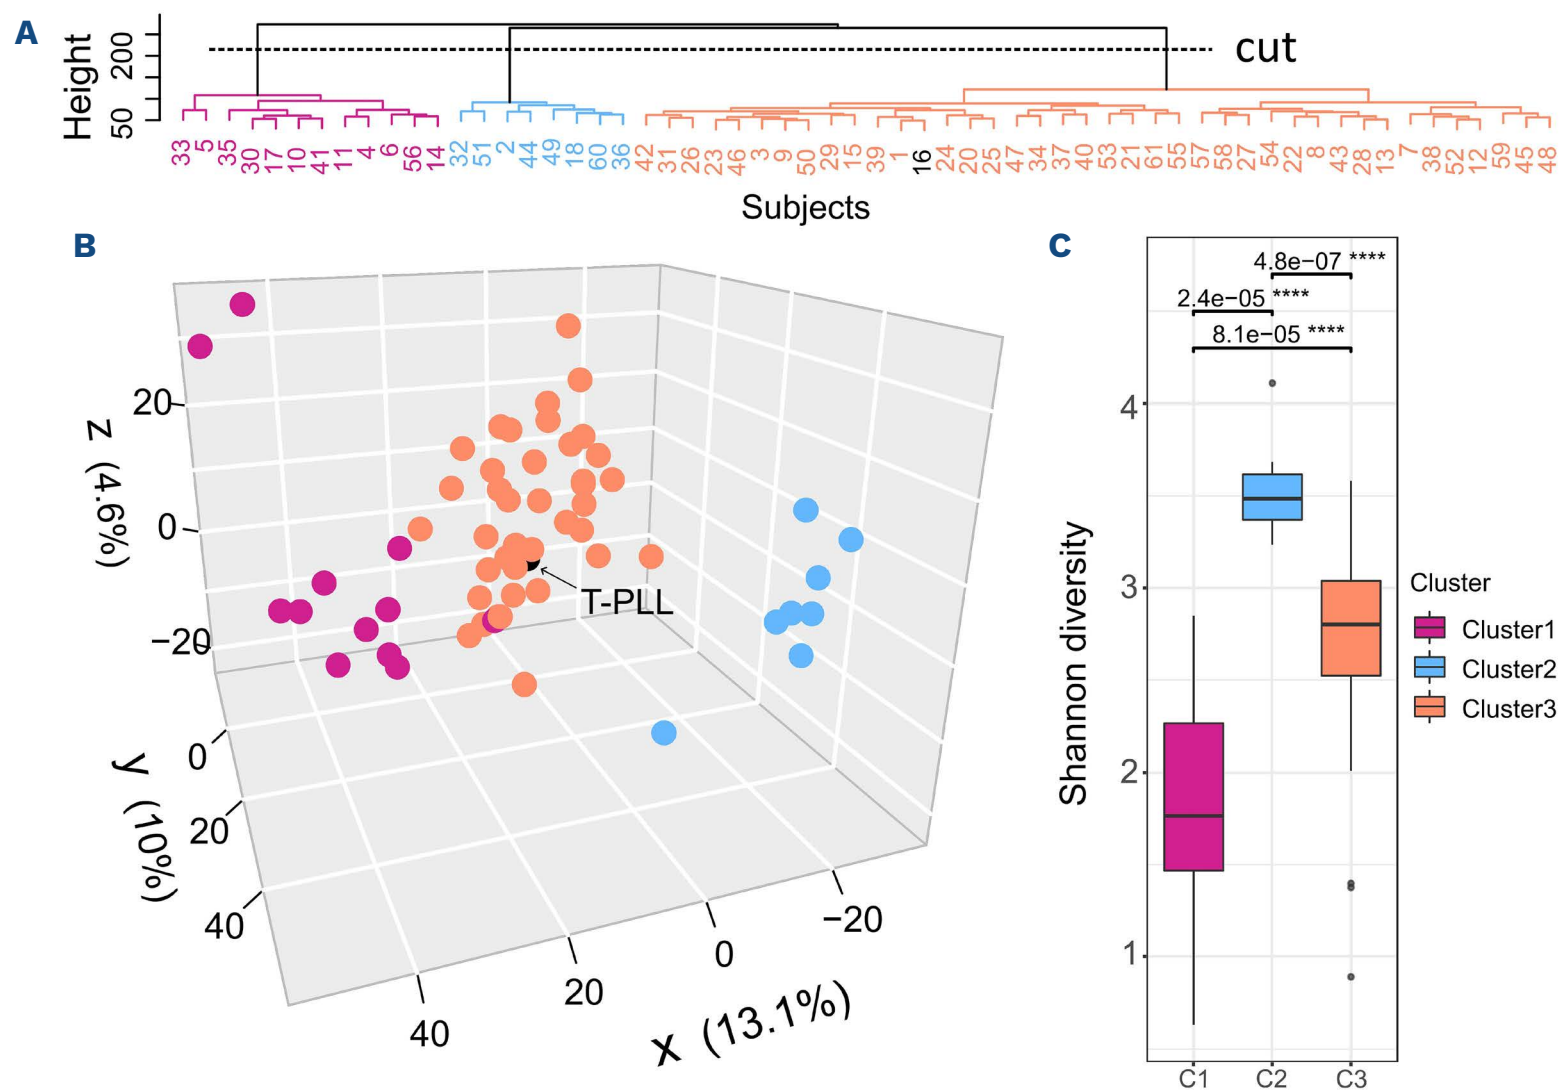 A
Height
200
50
cut
33 5 35 30 17 10 41 11 4 6 56 14 32 51 2 44 49 18 60 36 42 31 26 23 46 3 9 50 29 15 39 1 16 24 20 25 47 34 37 40 53 21 61 55 57 58 27 54 22 8 43 28 13 7 38 52 12 59 45 48
Subjects
B
z (4.6%)
20
0
−20
T-PLL
y (10%)
0
20
40
x (13.1%)
40
20
0
−20
C
Shannon diversity
4.8e−07 ****
2.4e−05 ****
8.1e−05 ****
4
3
2
1
C1 C2 C3
Cluster
Cluster1
Cluster2
Cluster3